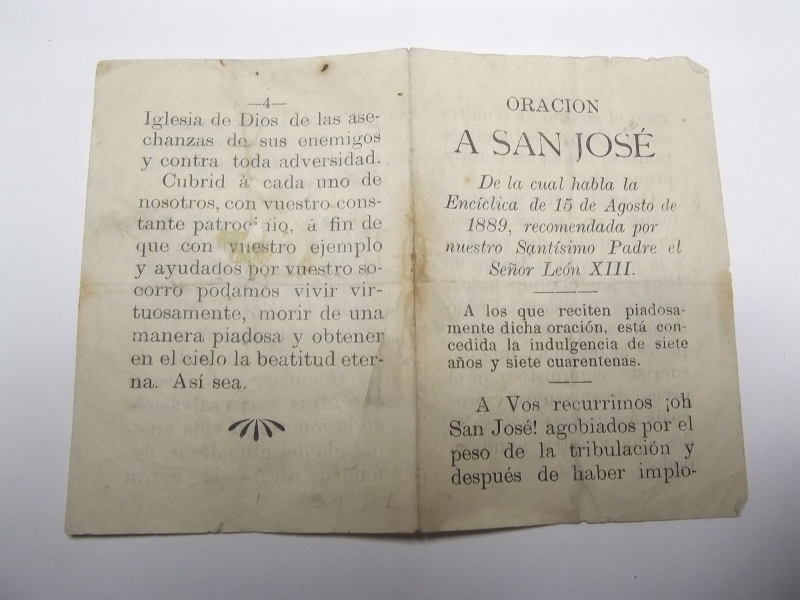 —4—
Iglesia de Dios de las ase-
chanzas de sus enemigos
y contra toda adversidad.
Cubrid á cada uno de
nosotros, con vuestro cons-
tante patrocinio, á fin de
que con vuestro ejemplo
y ayudados por vuestro so-
corro podamos vivir vir-
tuosamente, morir de una
manera piadosa y obtener
en el cielo la beatitud eter-
na. Así sea.
ORACION
A SAN JOSÉ
De la cual habla la
Encíclica de 15 de Agosto de
1889, recomendada por
nuestro Santísimo Padre el
Señor León XIII.
A los que reciten piadosa-
mente dicha oración, está con-
cedida la indulgencia de siete
años y siete cuarentenas.
A Vos recurrimos ¡oh
San José! agobiados por el
peso de la tribulación y
después de haber implo-